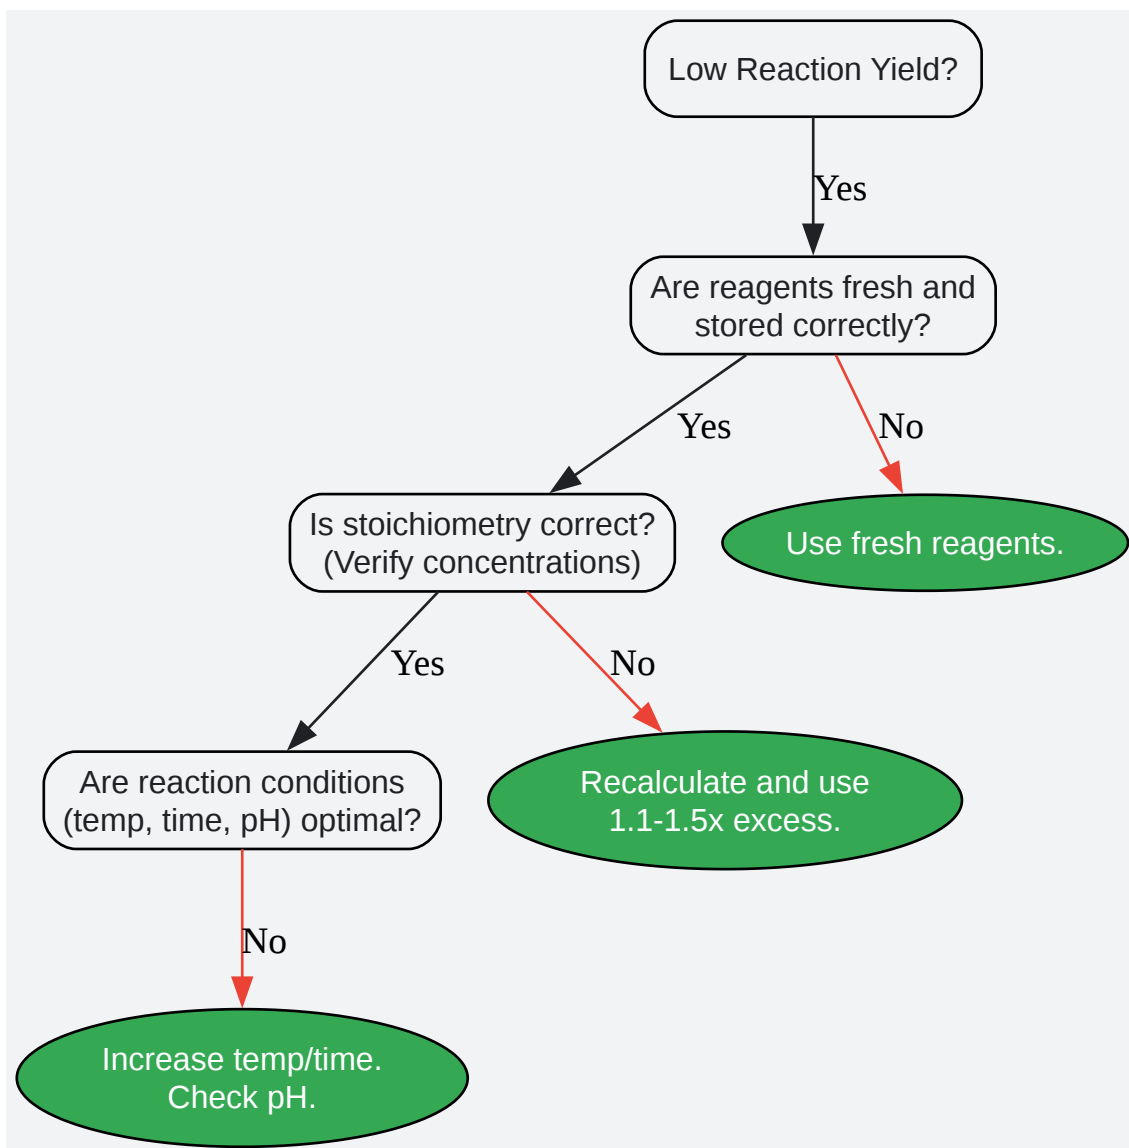 Low Reaction Yield?
Yes
Are reagents fresh and
stored correctly?
Yes
No
Is stoichiometry correct?
(Verify concentrations)
Use fresh reagents.
Yes
No
Are reaction conditions
(temp, time, pH) optimal?
Recalculate and use
1.1-1.5x excess.
No
Increase temp/time.
Check pH.